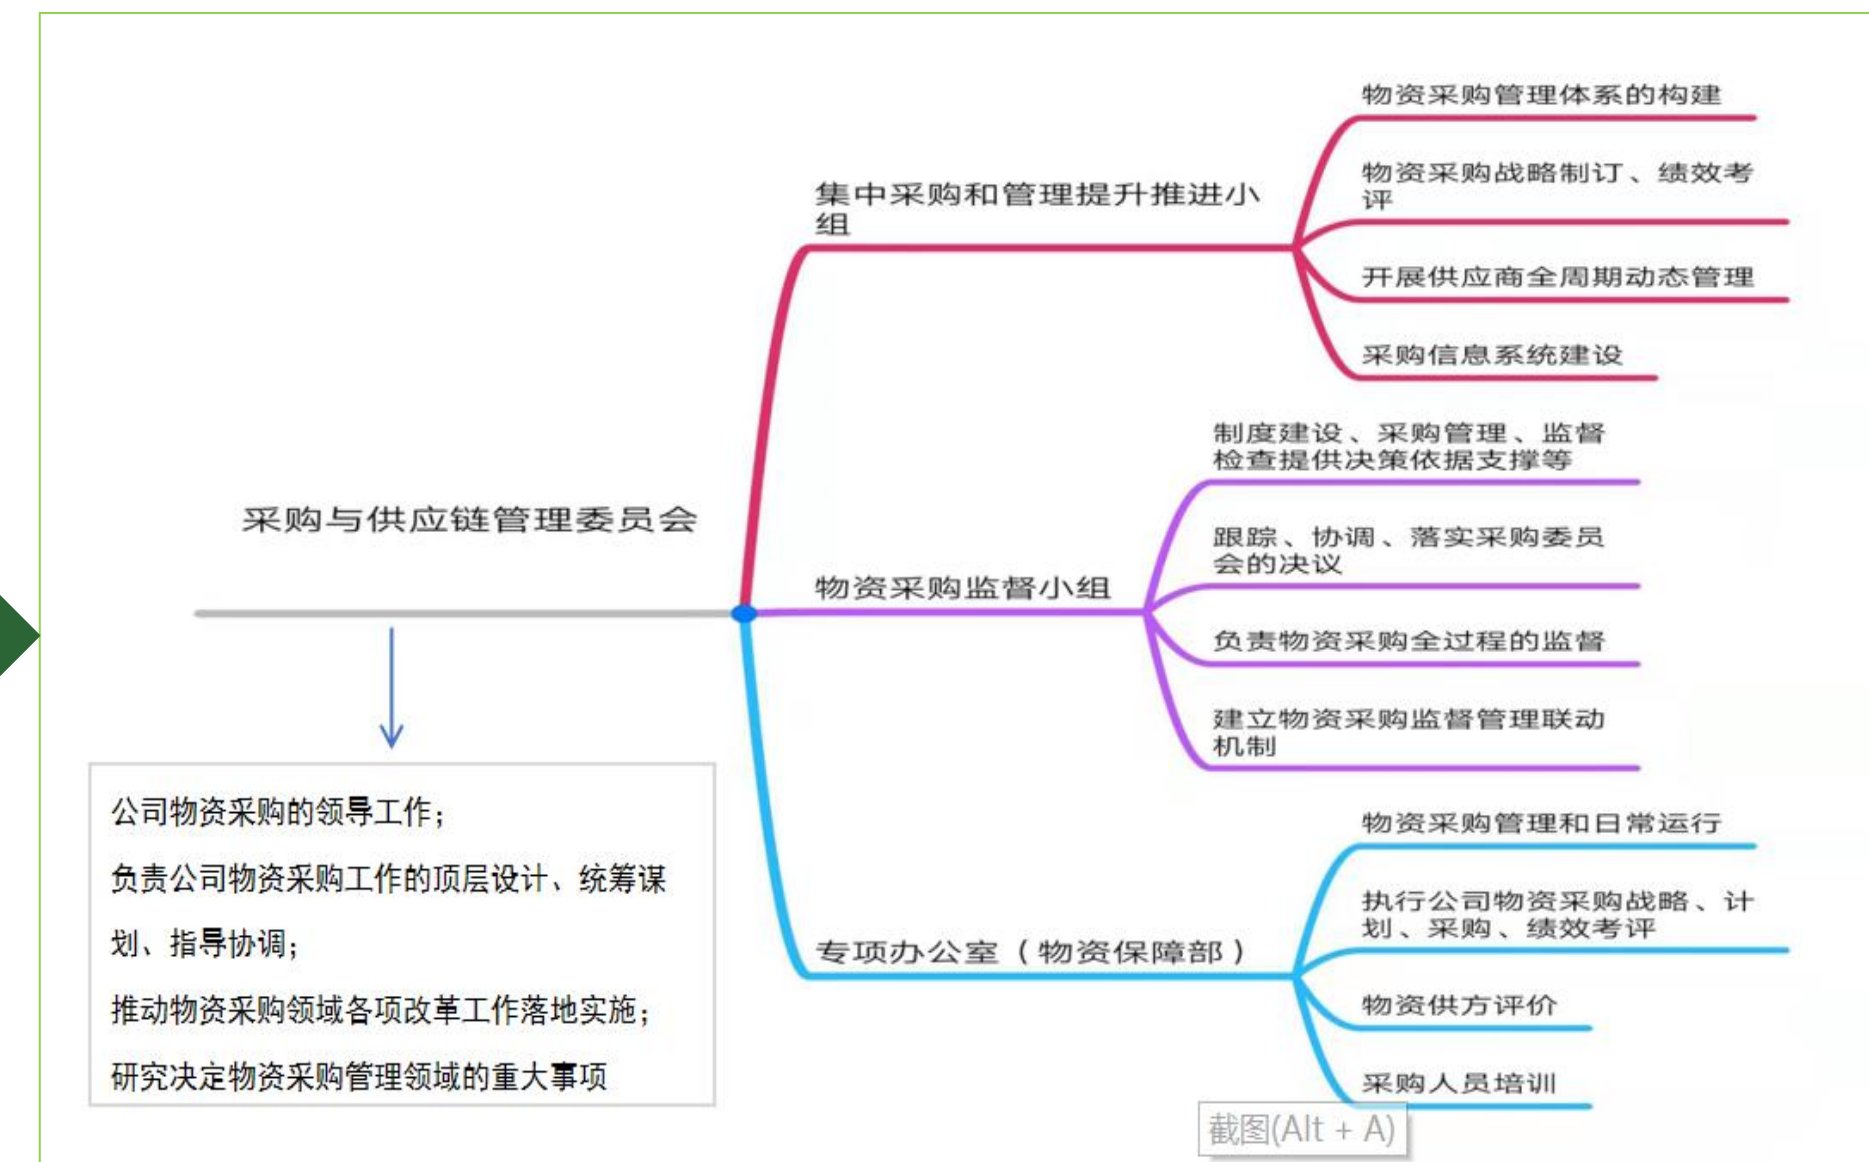 采购与供应链管理委员会
公司物资采购的领导工作；
负责公司物资采购工作的顶层设计、统筹谋
划、指导协调；
推动物资采购领域各项改革工作落地实施；
研究决定物资采购管理领域的重大事项
集中采购和管理提升推进小
组
物资采购管理体系的构建
物资采购战略制订、绩效考
评
开展供应商全周期动态管理
采购信息系统建设
物资采购监督小组
制度建设、采购管理、监督
检查提供决策依据支撑等
跟踪、协调、落实采购委员
会的决议
负责物资采购全过程的监督
建立物资采购监督管理联动
机制
专项办公室（物资保障部）
物资采购管理和日常运行
执行公司物资采购战略、计
划、采购、绩效考评
物资供方评价
采购人员培训
截图(Alt + A)